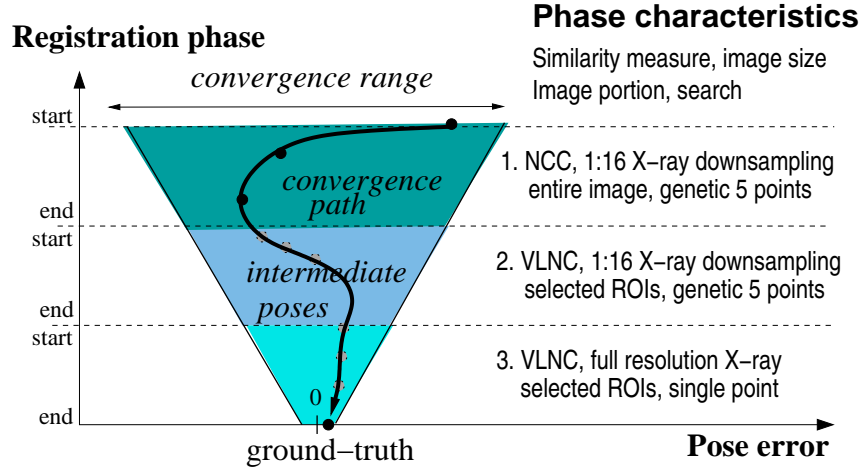 Phase characteristics
Registration phase
Similarity measure, image size
Image portion, search
convergence range
start
1. NCC, 1:16 X−ray downsampling
entire image, genetic 5 points
convergence
path
end
start
2. VLNC, 1:16 X−ray downsampling
selected ROIs, genetic 5 points
intermediate
poses
end
start
3. VLNC, full resolution X−ray
selected ROIs, single point
0
end
ground−truth
Pose error